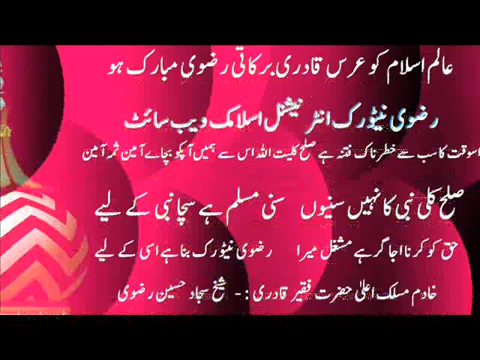 عالم اسلام کو عرس قادری برکاتی رضوی مبارک ہو
رضوی نیٹورک انٹرنیشنل اسلامک ویب سائٹ
اسوقت کا سب سے خطرناک فتنہ ہے صلح کلیت اللہ اس سے ہمیں آپکو بچاے آمین ثمہ آمین
صلح کلی نبی کا نہیں سنیوں سنی مسلم ہے سچا نبی کے لیے
حق کو کرنا اجاگر ہے مشغل میرا رضوی نیٹورک بنا ہے اسی کے لیے
خادم مسلک اعلیٰ حضرت فقیر قادری :- شیخ سجاد حسین رضوی